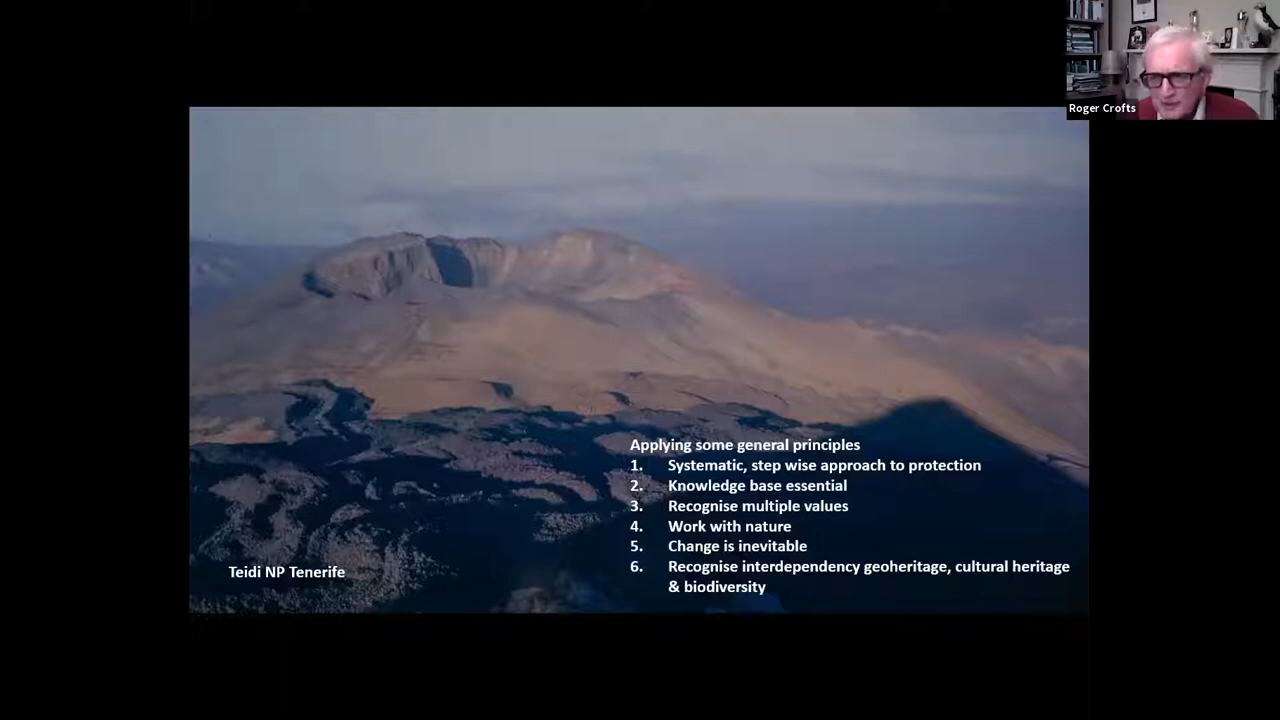 Roger Crofts
Applying some general principles
1. Systematic, step wise approach to protection
2. Knowledge base essential
3. Recognise multiple values
4. Work with nature
5. Change is inevitable
6. Recognise interdependency geoheritage, cultural heritage
& biodiversity
Teidi NP Tenerife